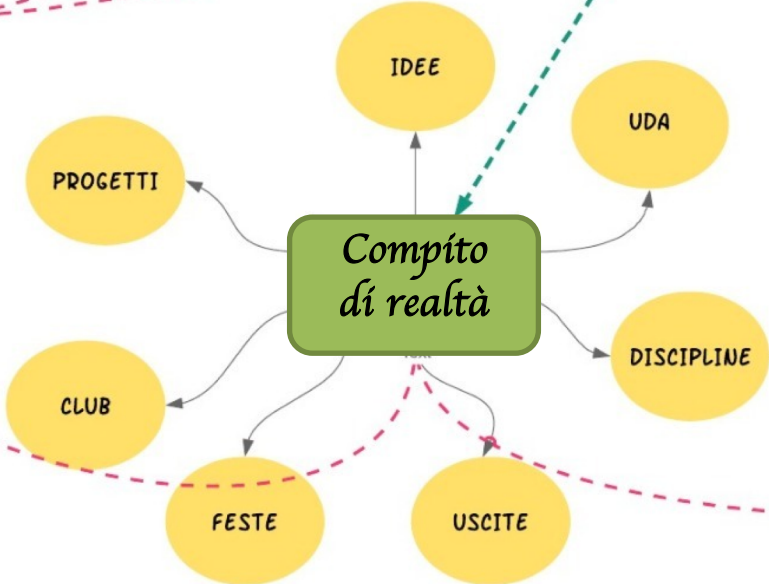 IDEE
UDA
PROGETTI
Compito
di realtà
DISCIPLINE
CLUB
FESTE
USCITE